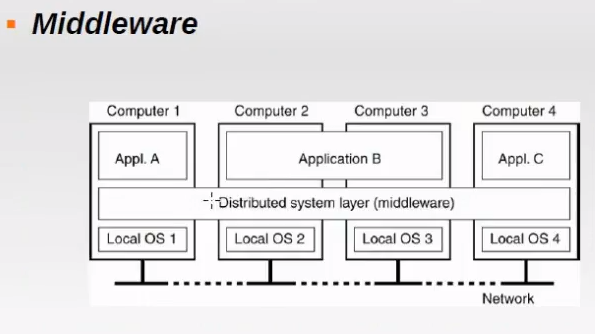 Middleware
Computer 1 Computer 2 Computer 3 Computer 4
Appl. A Application B Appl. C
Distributed system layer (middleware)
Local OS 1 Local OS 2 Local OS 3 Local OS 4
Network